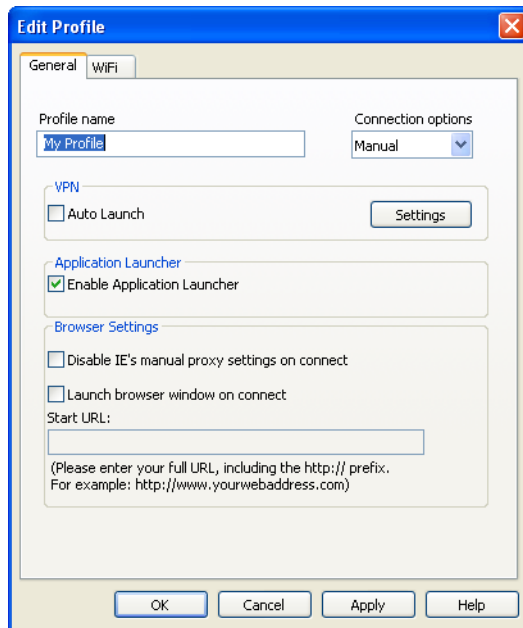 Edit Profile
General WiFi
Profile name Connection options
My Profile Manual
VPN
Auto Launch Settings
Application Launcher
Enable Application Launcher
Browser Settings
Disable IE's manual proxy settings on connect
Launch browser window on connect
Start URL:
(Please enter your full URL, including the http:// prefix.
For example: http://www.yourwebaddress.com)
OK Cancel Apply Help